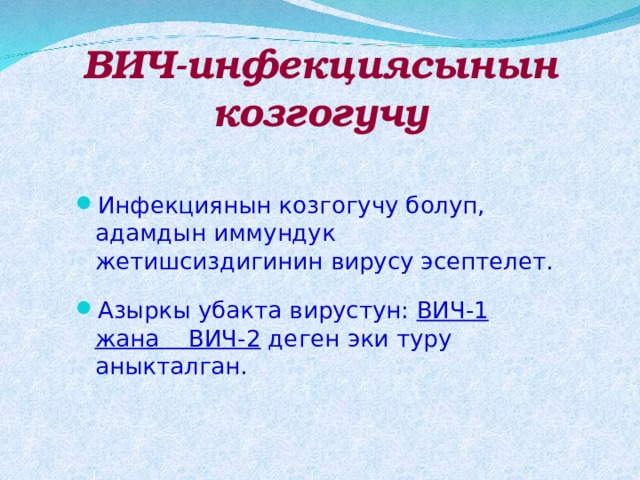 ВИЧ-инфекциясынын
козгогучу
Инфекциянын козгогучу болуп,
адамдын иммундук
жетишсиздигинин вирусу эсептелет.
Азыркы убакта вирустун: ВИЧ-1
жана ВИЧ-2 деген эки туру
аныкталган.